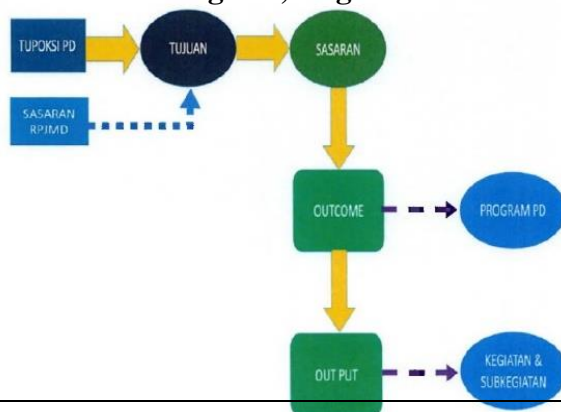 TUPOKSI PD
TUJUAN
SASARAN
SASARAN
RPJMD
OUTCOME
PROGRAM PD
OUT PUT
KEGIATAN &
SUBKEGIATAN